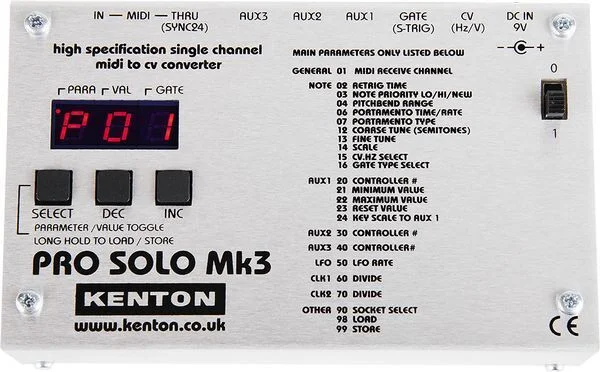 IN — MIDI — THRU
(SYNC24)
AUX3
AUX2
AUX1
GATE
(S-TRIG)
CV
(Hz/V)
DC IN
9V
- +
high specification single channel
midi to cv converter
PARA VAL GATE
P01
SELECT DEC INC
PARAMETER/VALUE TOGGLE
LONG HOLD TO LOAD / STORE
PRO SOLO Mk3
KENTON
www.kenton.co.uk
MAIN PARAMETERS ONLY LISTED BELOW
GENERAL 01 MIDI RECEIVE CHANNEL
NOTE 02 RETRIG TIME
03 NOTE PRIORITY LO/HI/NEW
04 PITCHBEND RANGE
06 PORTAMENTO TIME/RATE
07 PORTAMENTO TYPE
12 COARSE TUNE (SEMITONES)
13 FINE TUNE
14 SCALE
15 CV.HZ SELECT
16 GATE TYPE SELECT
AUX1 20 CONTROLLER #
21 MINIMUM VALUE
22 MAXIMUM VALUE
23 RESET VALUE
24 KEY SCALE TO AUX 1
AUX2 30 CONTROLLER #
AUX3 40 CONTROLLER#
LFO 50 LFO RATE
CLK1 60 DIVIDE
CLK2 70 DIVIDE
OTHER 90 SOCKET SELECT
98 LOAD
99 STORE
0
1
CE